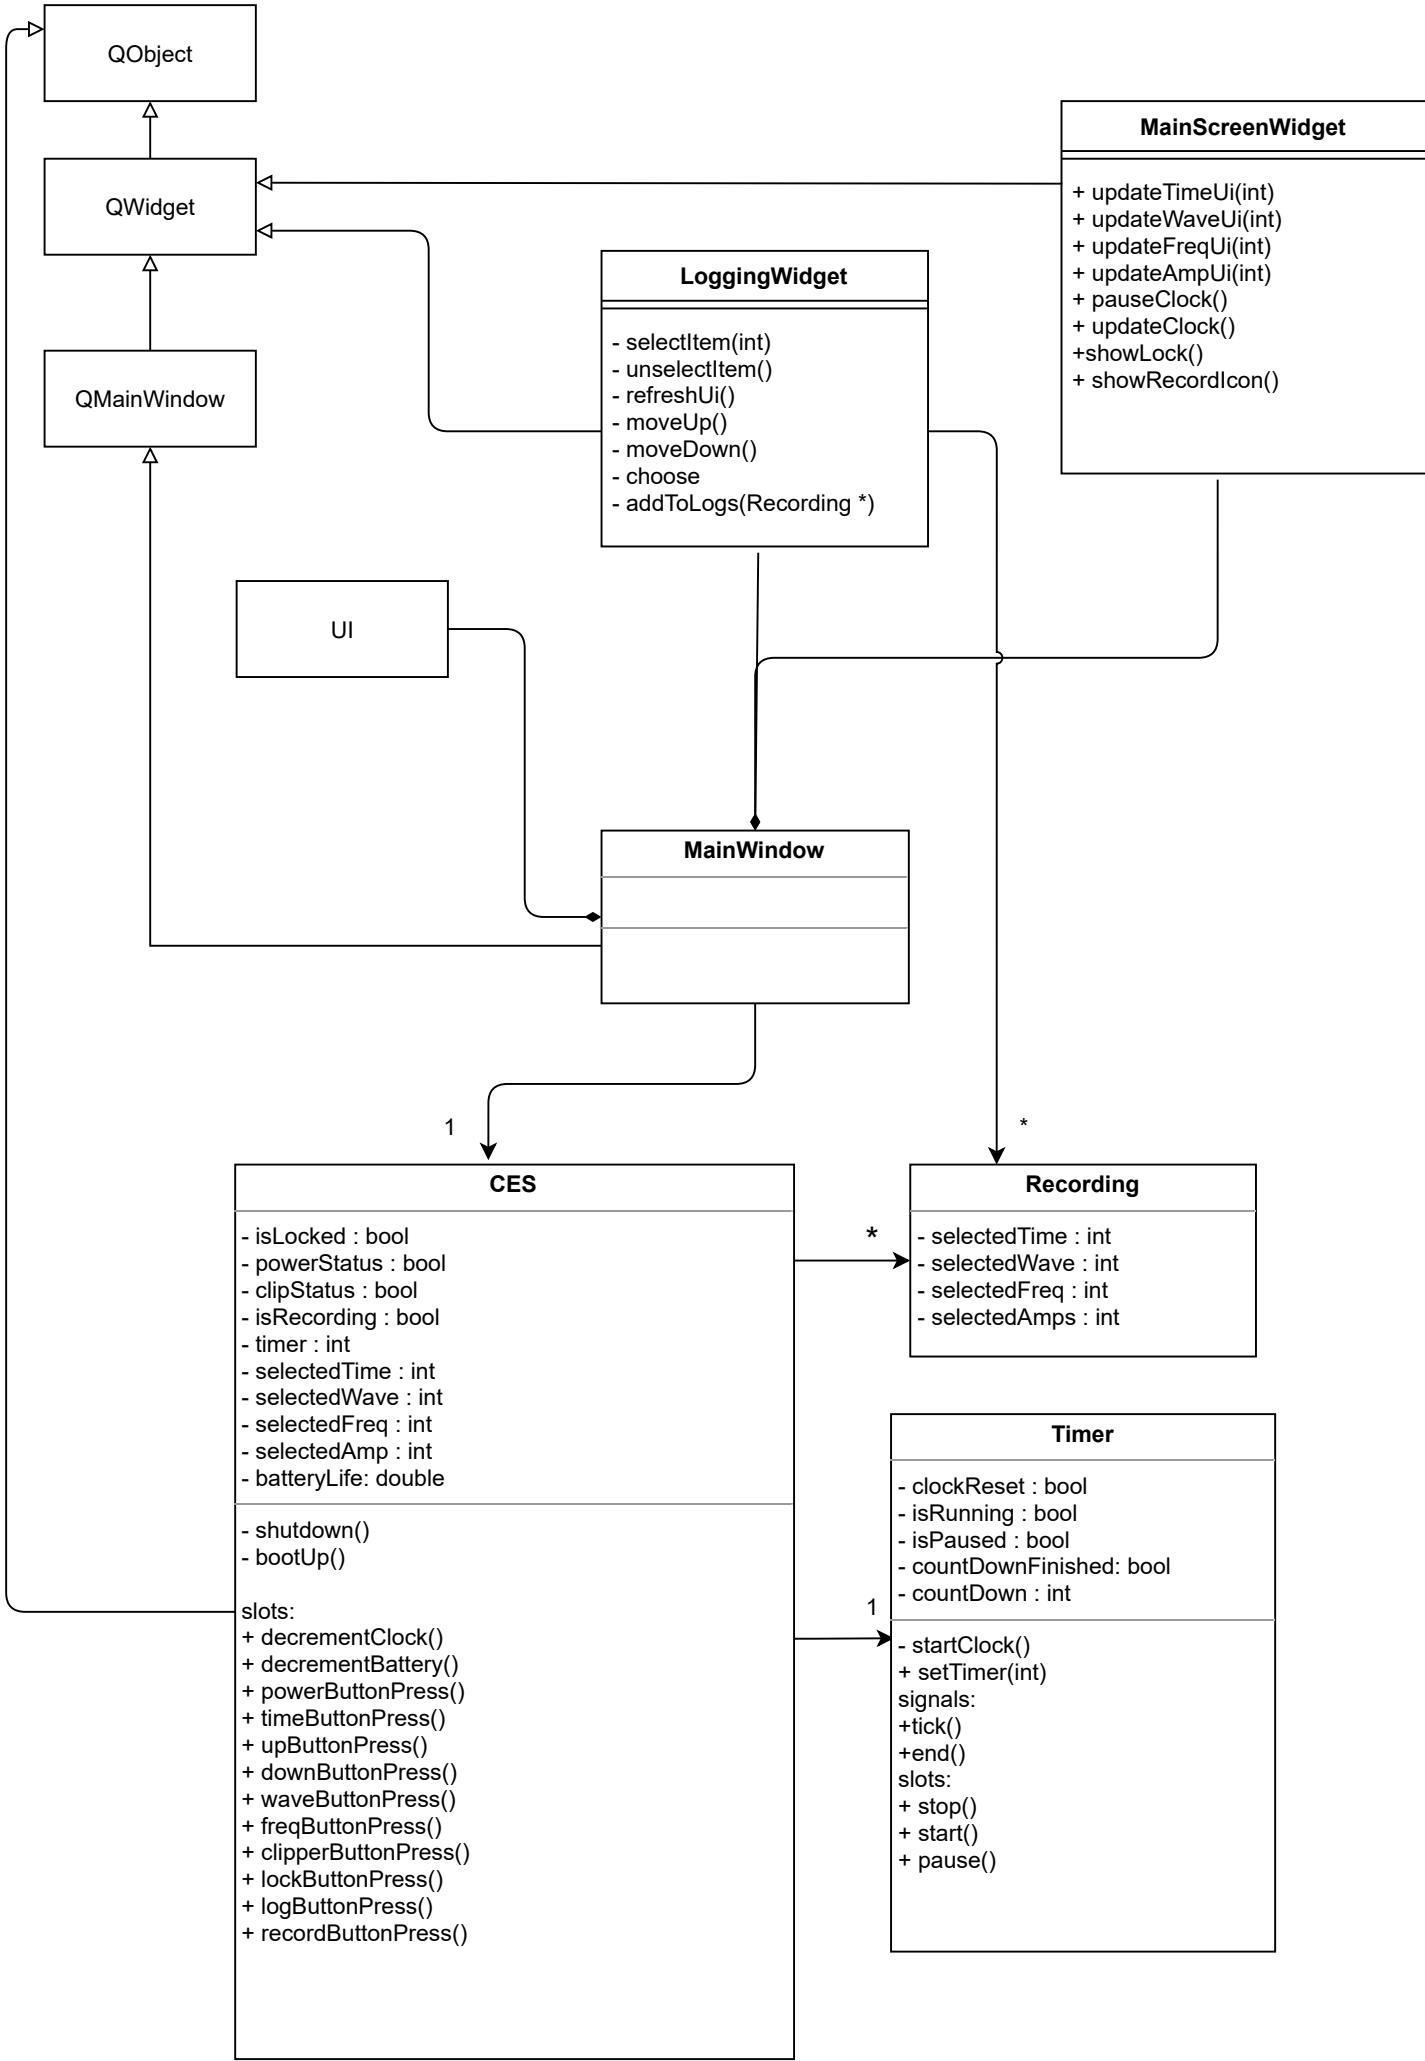 QObject
QWidget
QMainWindow
MainScreenWidget
+ updateTimeUi(int)
+ updateWaveUi(int)
+ updateFreqUi(int)
+ updateAmpUi(int)
+ pauseClock()
+ updateClock()
+showLock()
+ showRecordIcon()
LoggingWidget
- selectItem(int)
- unselectItem()
- refreshUi()
- moveUp()
- moveDown()
- choose
- addToLogs(Recording *)
UI
MainWindow
1
*
CES
- isLocked : bool
- powerStatus : bool
- clipStatus : bool
- isRecording : bool
- timer : int
- selectedTime : int
- selectedWave : int
- selectedFreq : int
- selectedAmp : int
- batteryLife: double
- shutdown()
- bootUp()
slots:
+ decrementClock()
+ decrementBattery()
+ powerButtonPress()
+ timeButtonPress()
+ upButtonPress()
+ downButtonPress()
+ waveButtonPress()
+ freqButtonPress()
+ clipperButtonPress()
+ lockButtonPress()
+ logButtonPress()
+ recordButtonPress()
*
Recording
- selectedTime : int
- selectedWave : int
- selectedFreq : int
- selectedAmps : int
1
Timer
- clockReset : bool
- isRunning : bool
- isPaused : bool
- countDownFinished: bool
- countDown : int
- startClock()
+ setTimer(int)
signals:
+tick()
+end()
slots:
+ stop()
+ start()
+ pause()